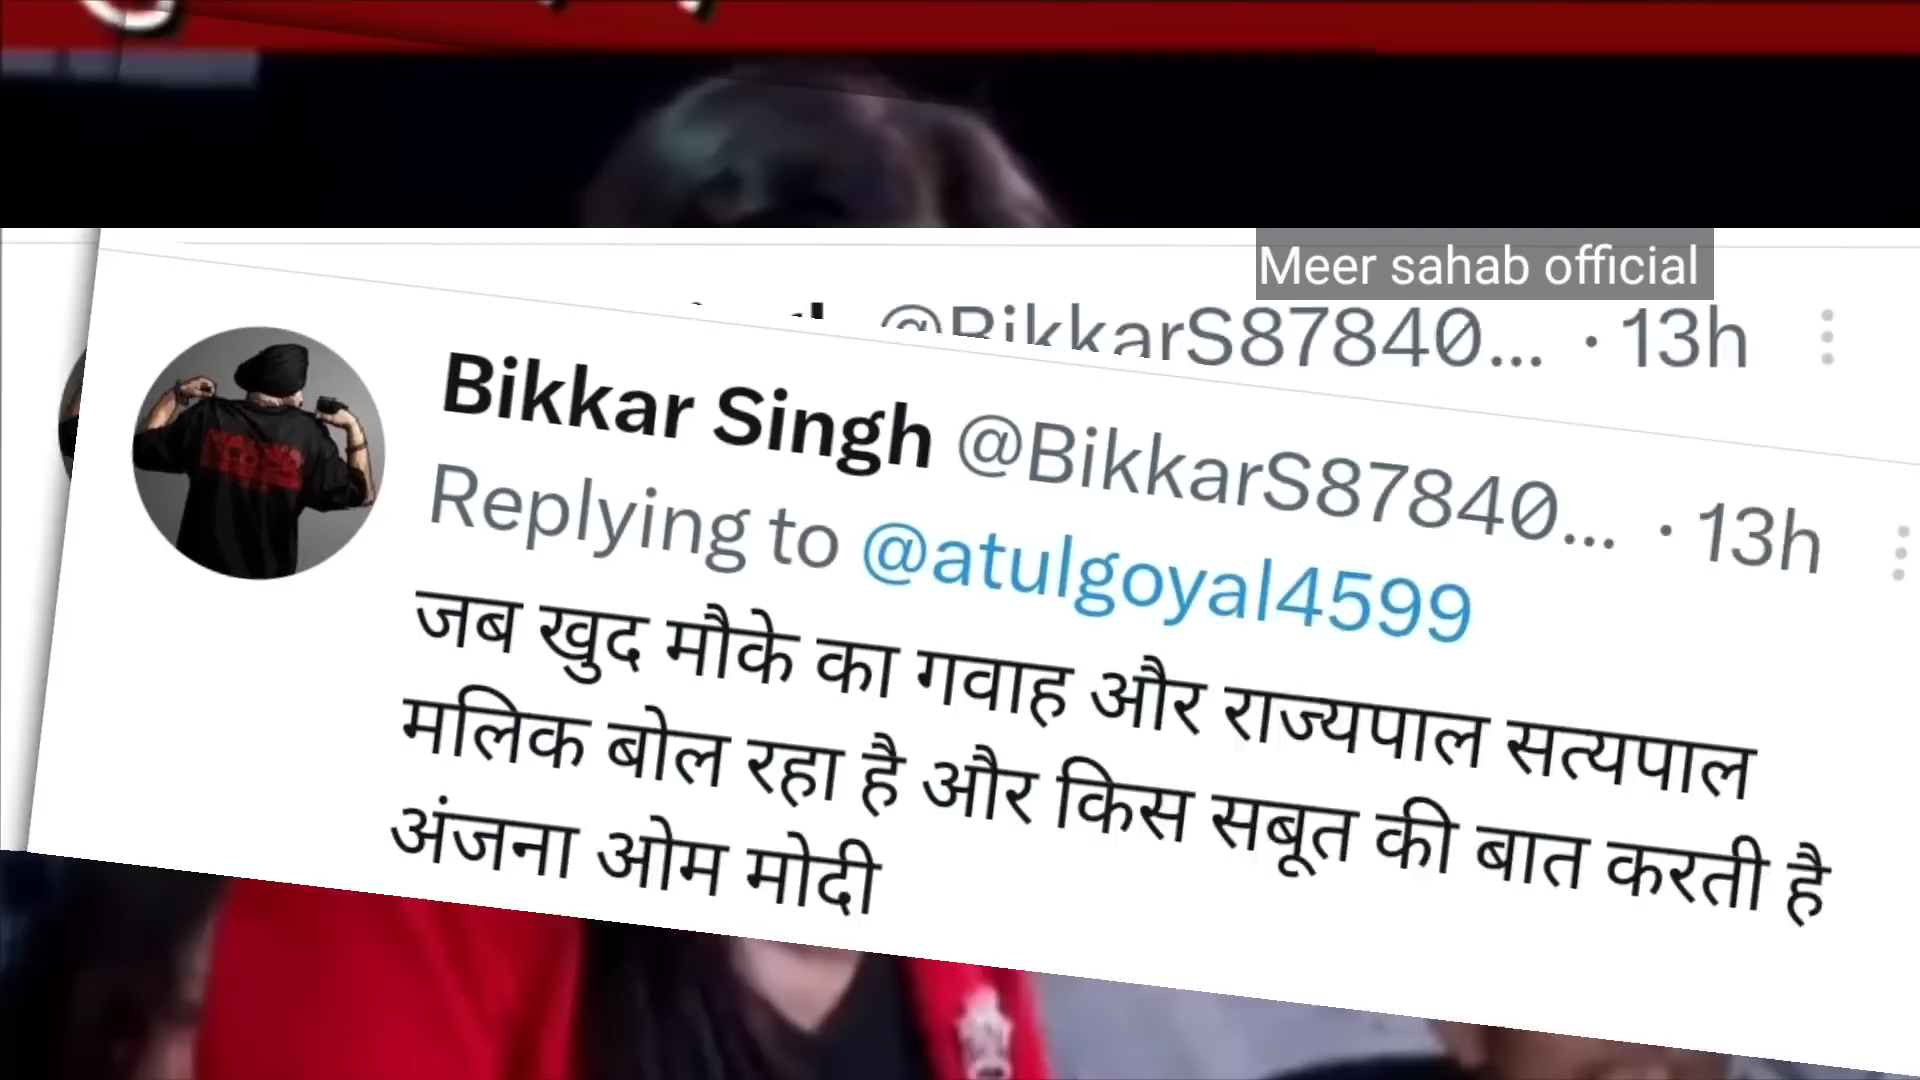 Meer sahab official
@BikkarS87840... · 13h
Bikkar Singh @BikkarS87840... · 13h
Replying to @atulgoyal4599
जब खुद मौके का गवाह और राज्यपाल सत्यपाल
मलिक बोल रहा है और किस सबूत की बात करती है
अंजना ओम मोदी